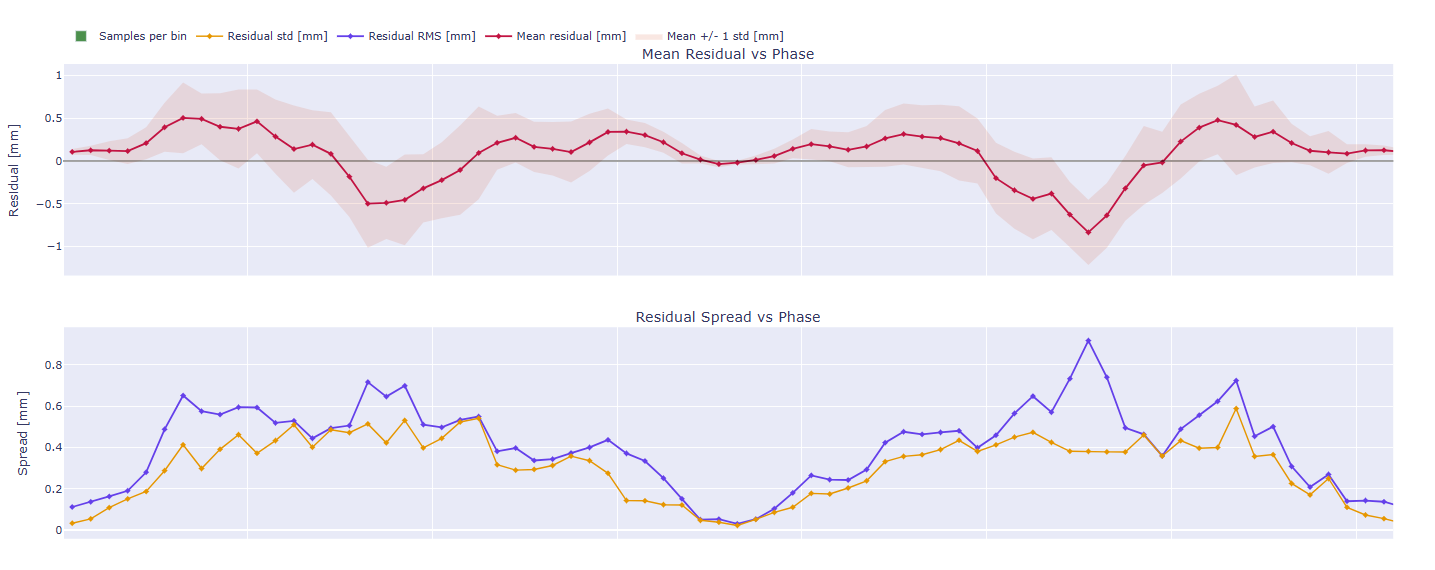 Samples per bin Residual std [mm] Residual RMS [mm] Mean residual [mm] Mean +/- 1 std [mm]
Mean Residual vs Phase
1
0.5
0
−0.5
−1
Residual [mm]
Residual Spread vs Phase
0.8
0.6
0.4
0.2
0
Spread [mm]